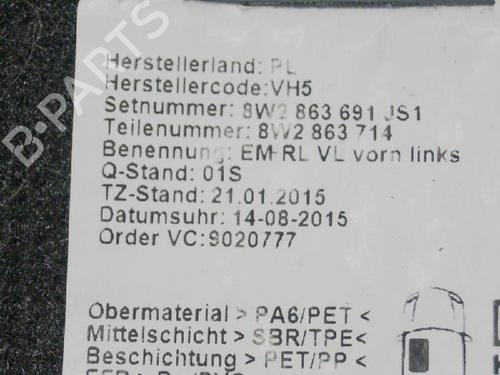 B-PARTS
Herstellerland: PL
Herstellercode:VH5
Setnummer: 8W2 863 691 JS1
Teilenummer: 8W2 863 714
Benennung: EM-RL VL vorn links
Q-Stand: 01S
TZ-Stand: 21.01.2015
Datumsuhr: 14-08-2015
Order VC:9020777
Obermaterial > PA6/PET <
Mittelschicht > SBR/TPE<
Beschichtung > PET/PP <